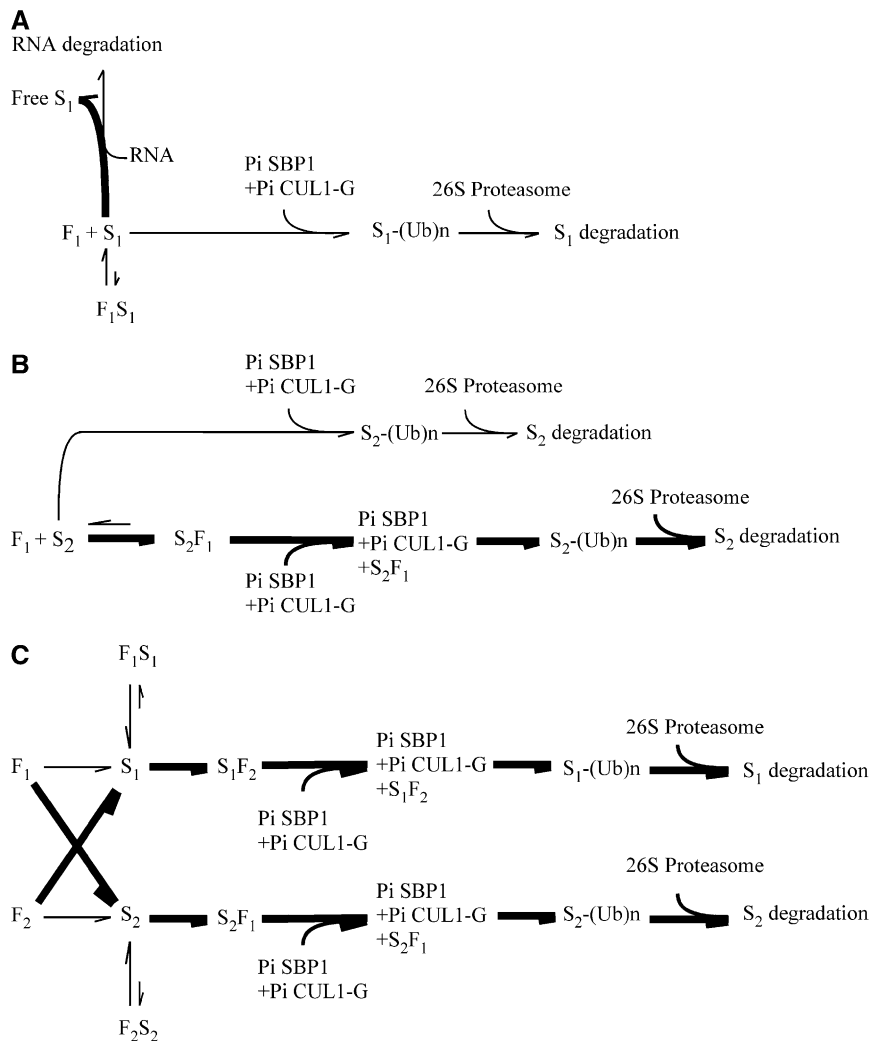 A
RNA degradation
Free S1
RNA
Pi SBP1
+Pi CUL1-G
26S Proteasome
F1 + S1
S1-(Ub)n
S1 degradation
F1S1
B
Pi SBP1
+Pi CUL1-G
26S Proteasome
S2-(Ub)n
S2 degradation
26S Proteasome
F1 + S2
S2F1
Pi SBP1
+Pi CUL1-G
+S2F1
S2-(Ub)n
S2 degradation
Pi SBP1
+Pi CUL1-G
C
F1S1
26S Proteasome
F1
S1
S1F2
Pi SBP1
+Pi CUL1-G
+S1F2
S1-(Ub)n
S1 degradation
Pi SBP1
+Pi CUL1-G
26S Proteasome
F2
S2
S2F1
Pi SBP1
+Pi CUL1-G
+S2F1
S2-(Ub)n
S2 degradation
Pi SBP1
+Pi CUL1-G
F2S2